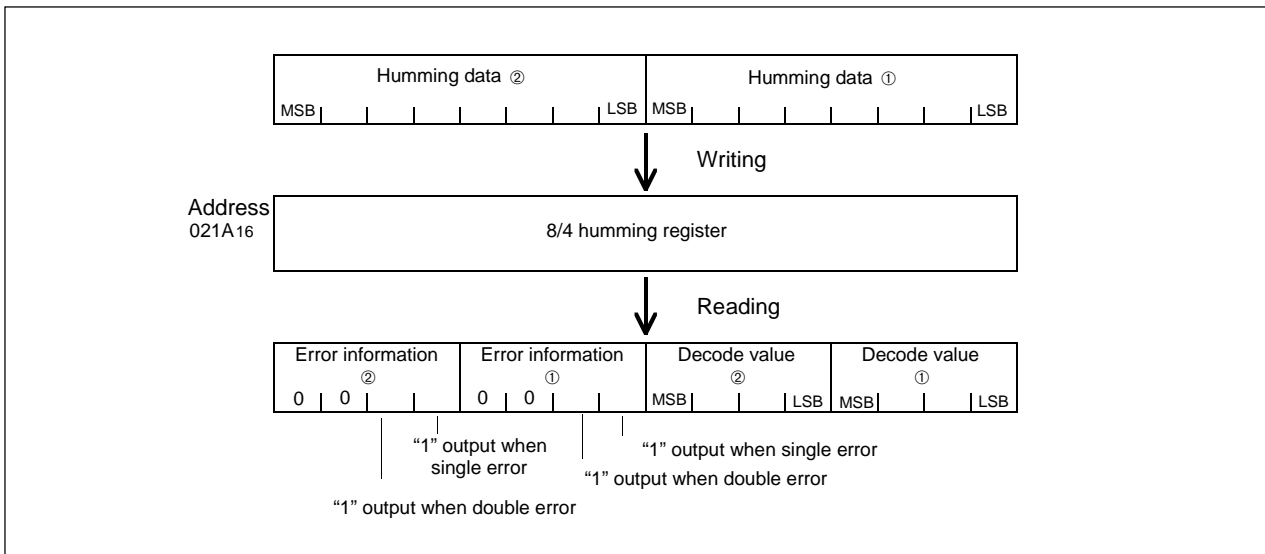 Humming data ②
Humming data ①
MSB LSB MSB LSB
Writing
Address
021A16
8/4 humming register
Reading
Error information
②
Error information
①
Decode value
②
Decode value
①
0 0 0 0 MSB LSB MSB LSB
“1” output when
single error
“1” output when single error
“1” output when double error
“1” output when double error